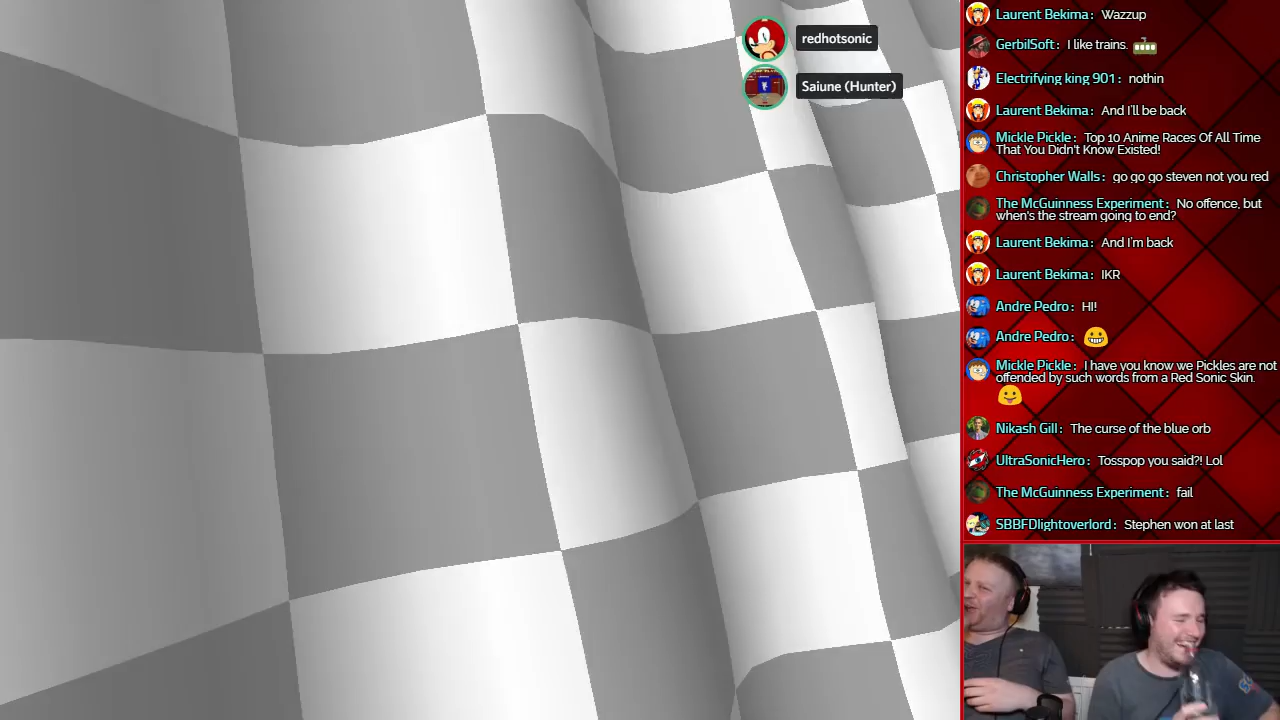 redhotsonic
Saiune (Hunter)
Laurent Bekima: Wazzup
GerbilSoft: I like trains.
Electrifying king 901: nothin
Laurent Bekima: And I'll be back
Mickle Pickle: Top 10 Anime Races Of All Time
That You Didn't Know Existed!
Christopher Walls: go go go steven not you red
The McGuinness Experiment: No offence, but
when's the stream going to end?
Laurent Bekima: And I'm back
Laurent Bekima: IKR
Andre Pedro: HI!
Andre Pedro:
Mickle Pickle: I have you know we Pickles are not
offended by such words from a Red Sonic Skin.
Nikash Gill: The curse of the blue orb
UltraSonicHero: Tosspop you said?! Lol
The McGuinness Experiment: fail
SBBFDlightoverlord: Stephen won at last